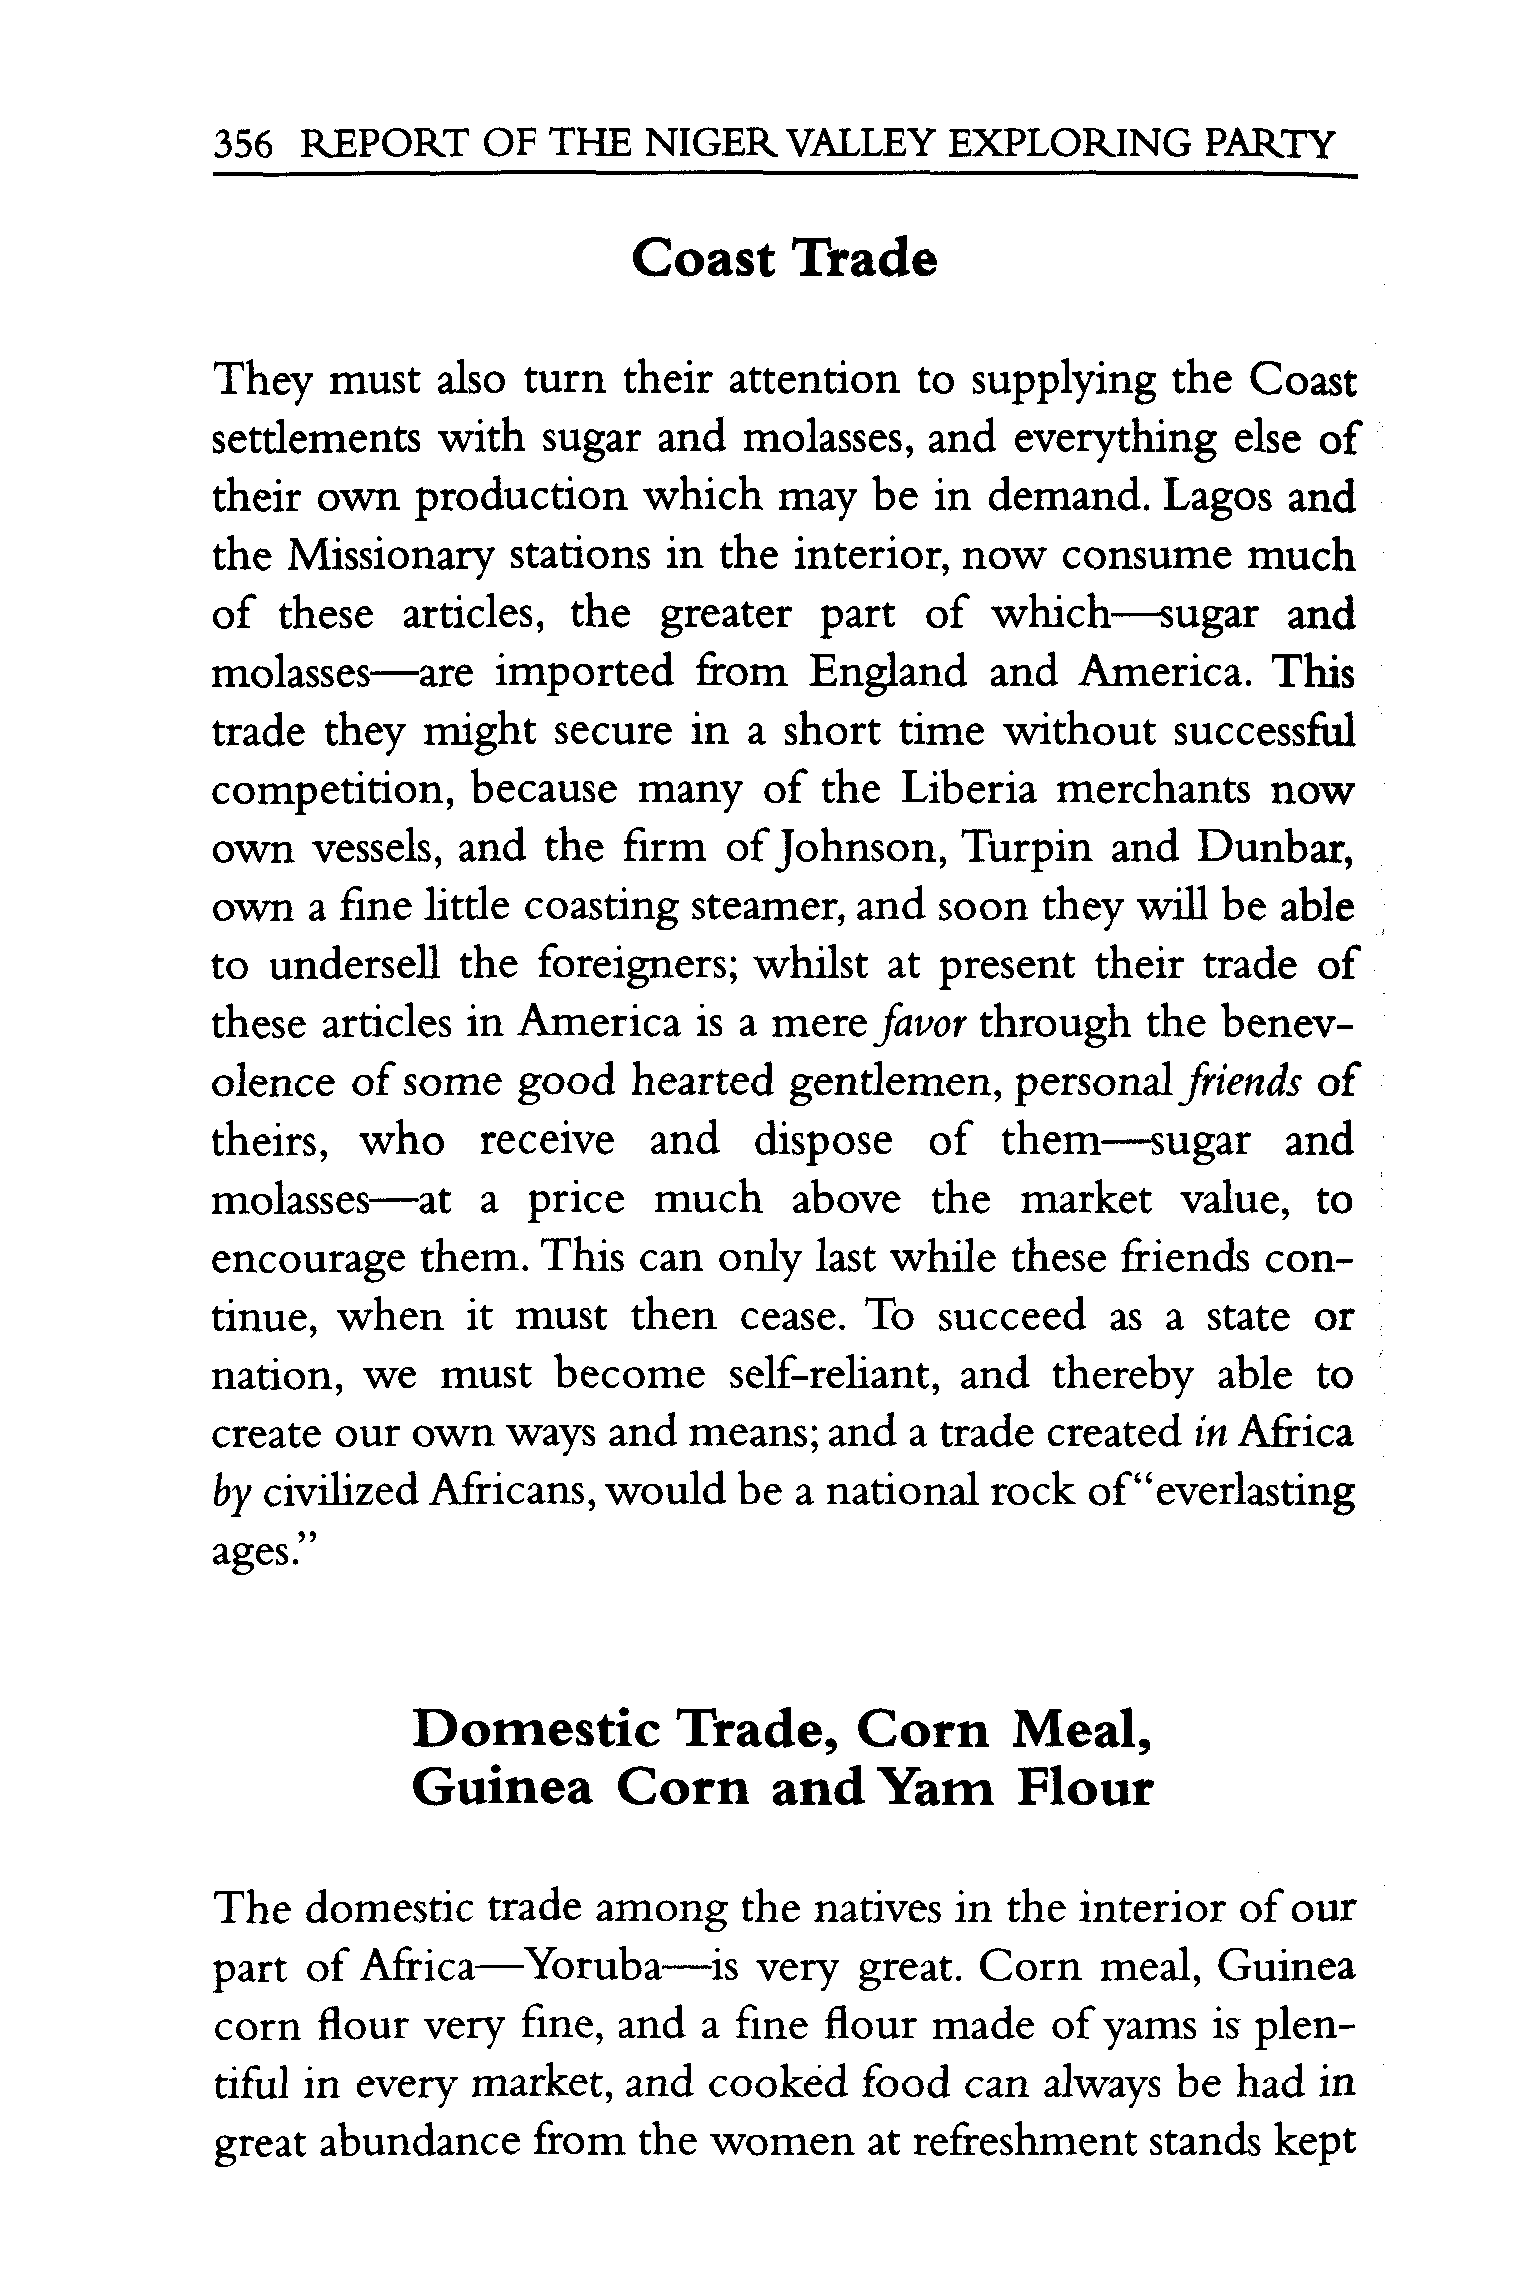 356 REPORT OF THE NIGER VALLEY EXPLORING PARTY
Coast Trade
They must also turn their attention to supplying the Coast
settlements with sugar and molasses, and everything else of
their own production which may be in demand. Lagos and
the Missionary stations in the interior, now consume much
of these articles, the greater part of which—sugar and
molasses—are imported from England and America. This
trade they might secure in a short time without successful
competition, because many of the Liberia merchants now
own vessels, and the firm of Johnson, Turpin and Dunbar,
own a fine little coasting steamer, and soon they will be able
to undersell the foreigners; whilst at present their trade of
these articles in America is a mere favor through the benev-
olence of some good hearted gentlemen, personal friends of
theirs, who receive and dispose of them—sugar and
molasses—at a price much above the market value, to
encourage them. This can only last while these friends con-
tinue, when it must then cease. To succeed as a state or
nation, we must become self-reliant, and thereby able to
create our own ways and means; and a trade created in Africa
by civilized Africans, would be a national rock of "everlasting
ages."
Domestic Trade, Corn Meal,
Guinea Corn and Yam Flour
The domestic trade among the natives in the interior of our
part of Africa—Yoruba—is very great. Corn meal, Guinea
corn flour very fine, and a fine flour made of yams is plen-
tiful in every market, and cooked food can always be had in
great abundance from the women at refreshment stands kept